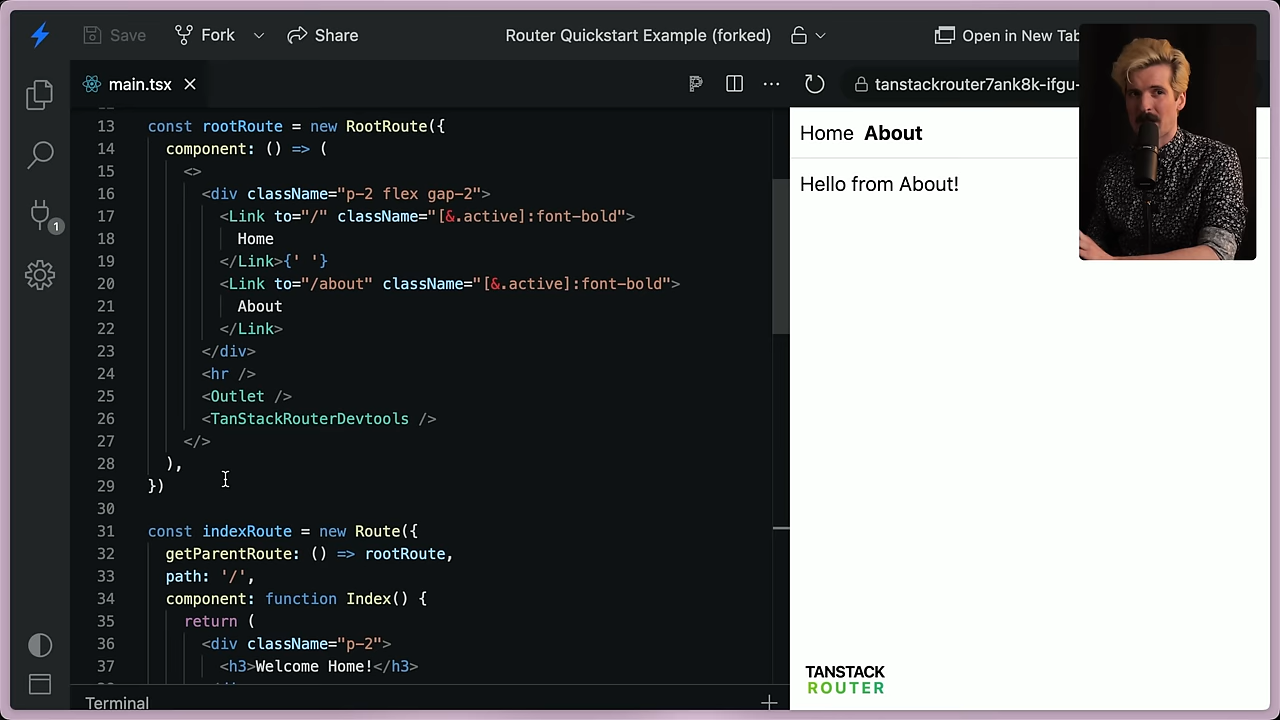 Save
Fork
Share
Router Quickstart Example (forked)
Open in New Tab
main.tsx
tanstackrouter7ank8k-ifgu-
13 const rootRoute = new RootRoute({
14 component: () => (
15 <>
16 <div className="p-2 flex gap-2">
17 <Link to="/" className="[&.active]:font-bold">
18 Home
19 </Link>{' '}
20 <Link to="/about" className="[&.active]:font-bold">
21 About
22 </Link>
23 </div>
24 <hr />
25 <Outlet />
26 <TanStackRouterDevtools />
27 </>
28 ),
29 })
30
31 const indexRoute = new Route({
32 getParentRoute: () => rootRoute,
33 path: '/',
34 component: function Index() {
35 return (
36 <div className="p-2">
37 <h3>Welcome Home!</h3>
1
Terminal
Home About
Hello from About!
TANSTACK
ROUTER